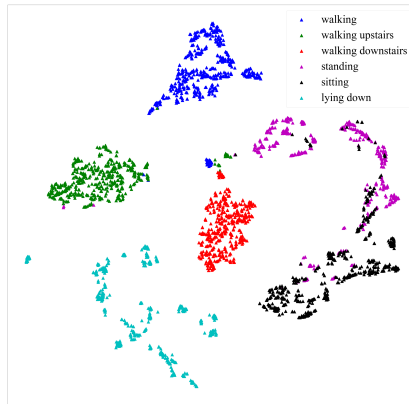 walking
walking upstairs
walking downstairs
standing
sitting
lying down